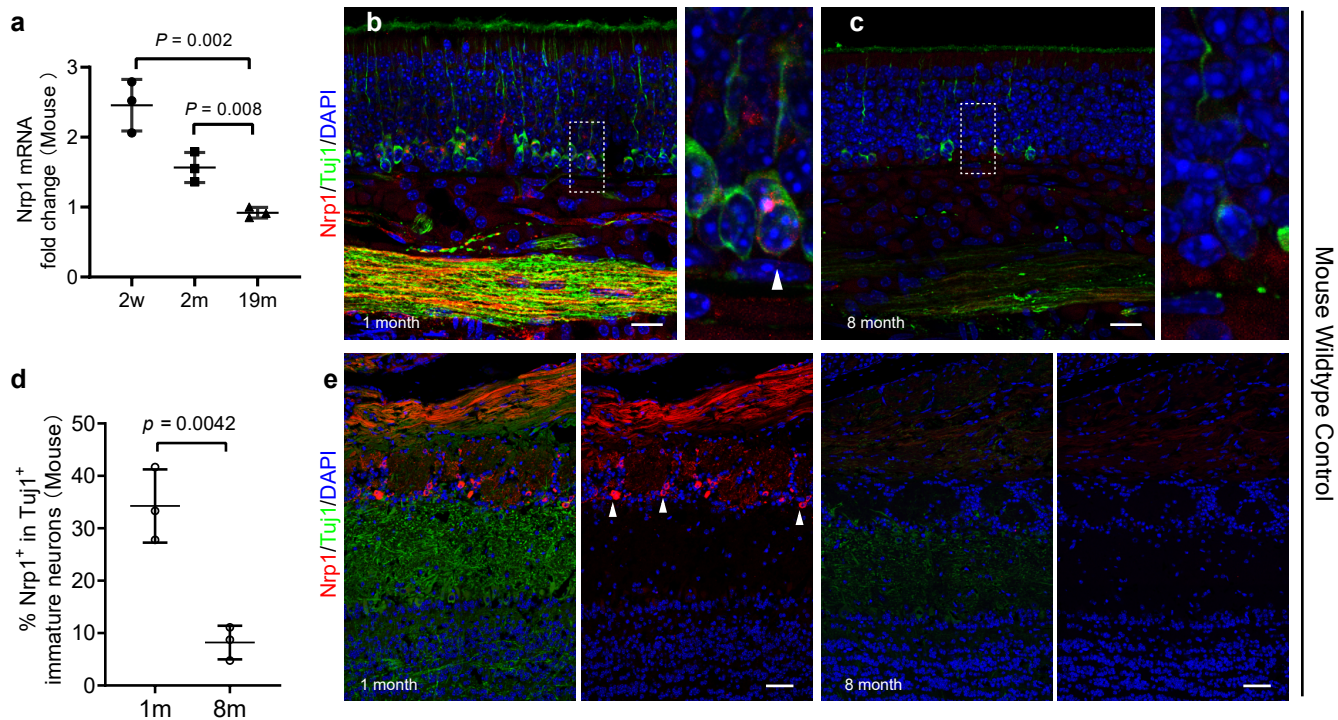 a
P = 0.002
P = 0.008
Nrp1 mRNA
fold change (Mouse)
3
2
1
0
2w 2m 19m
b
Nrp1/Tuj1/DAPI
1 month
c
8 month
d
p = 0.0042
% Nrp1+ in Tuj1+
immature neurons (Mouse)
50
40
30
20
10
0
1m 8m
e
Nrp1/Tuj1/DAPI
1 month
8 month
Mouse Wildtype Control